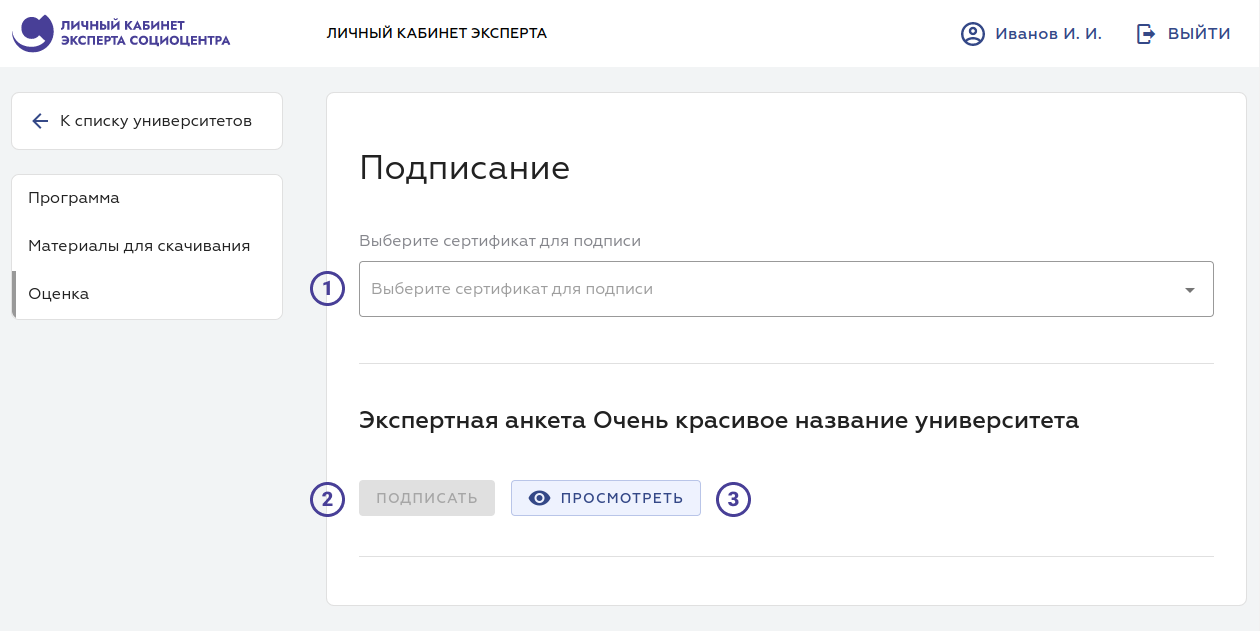 ЛИЧНЫЙ КАБИНЕТ
ЭКСПЕРТА СОЦИОЦЕНТРА
ЛИЧНЫЙ КАБИНЕТ ЭКСПЕРТА
Иванов И. И.
ВЫЙТИ
К списку университетов
Программа
Материалы для скачивания
Оценка
Подписание
Выберите сертификат для подписи
1
Выберите сертификат для подписи
Экспертная анкета Очень красивое название университета
2
ПОДПИСАТЬ
ПРОСМОТРЕТЬ
3